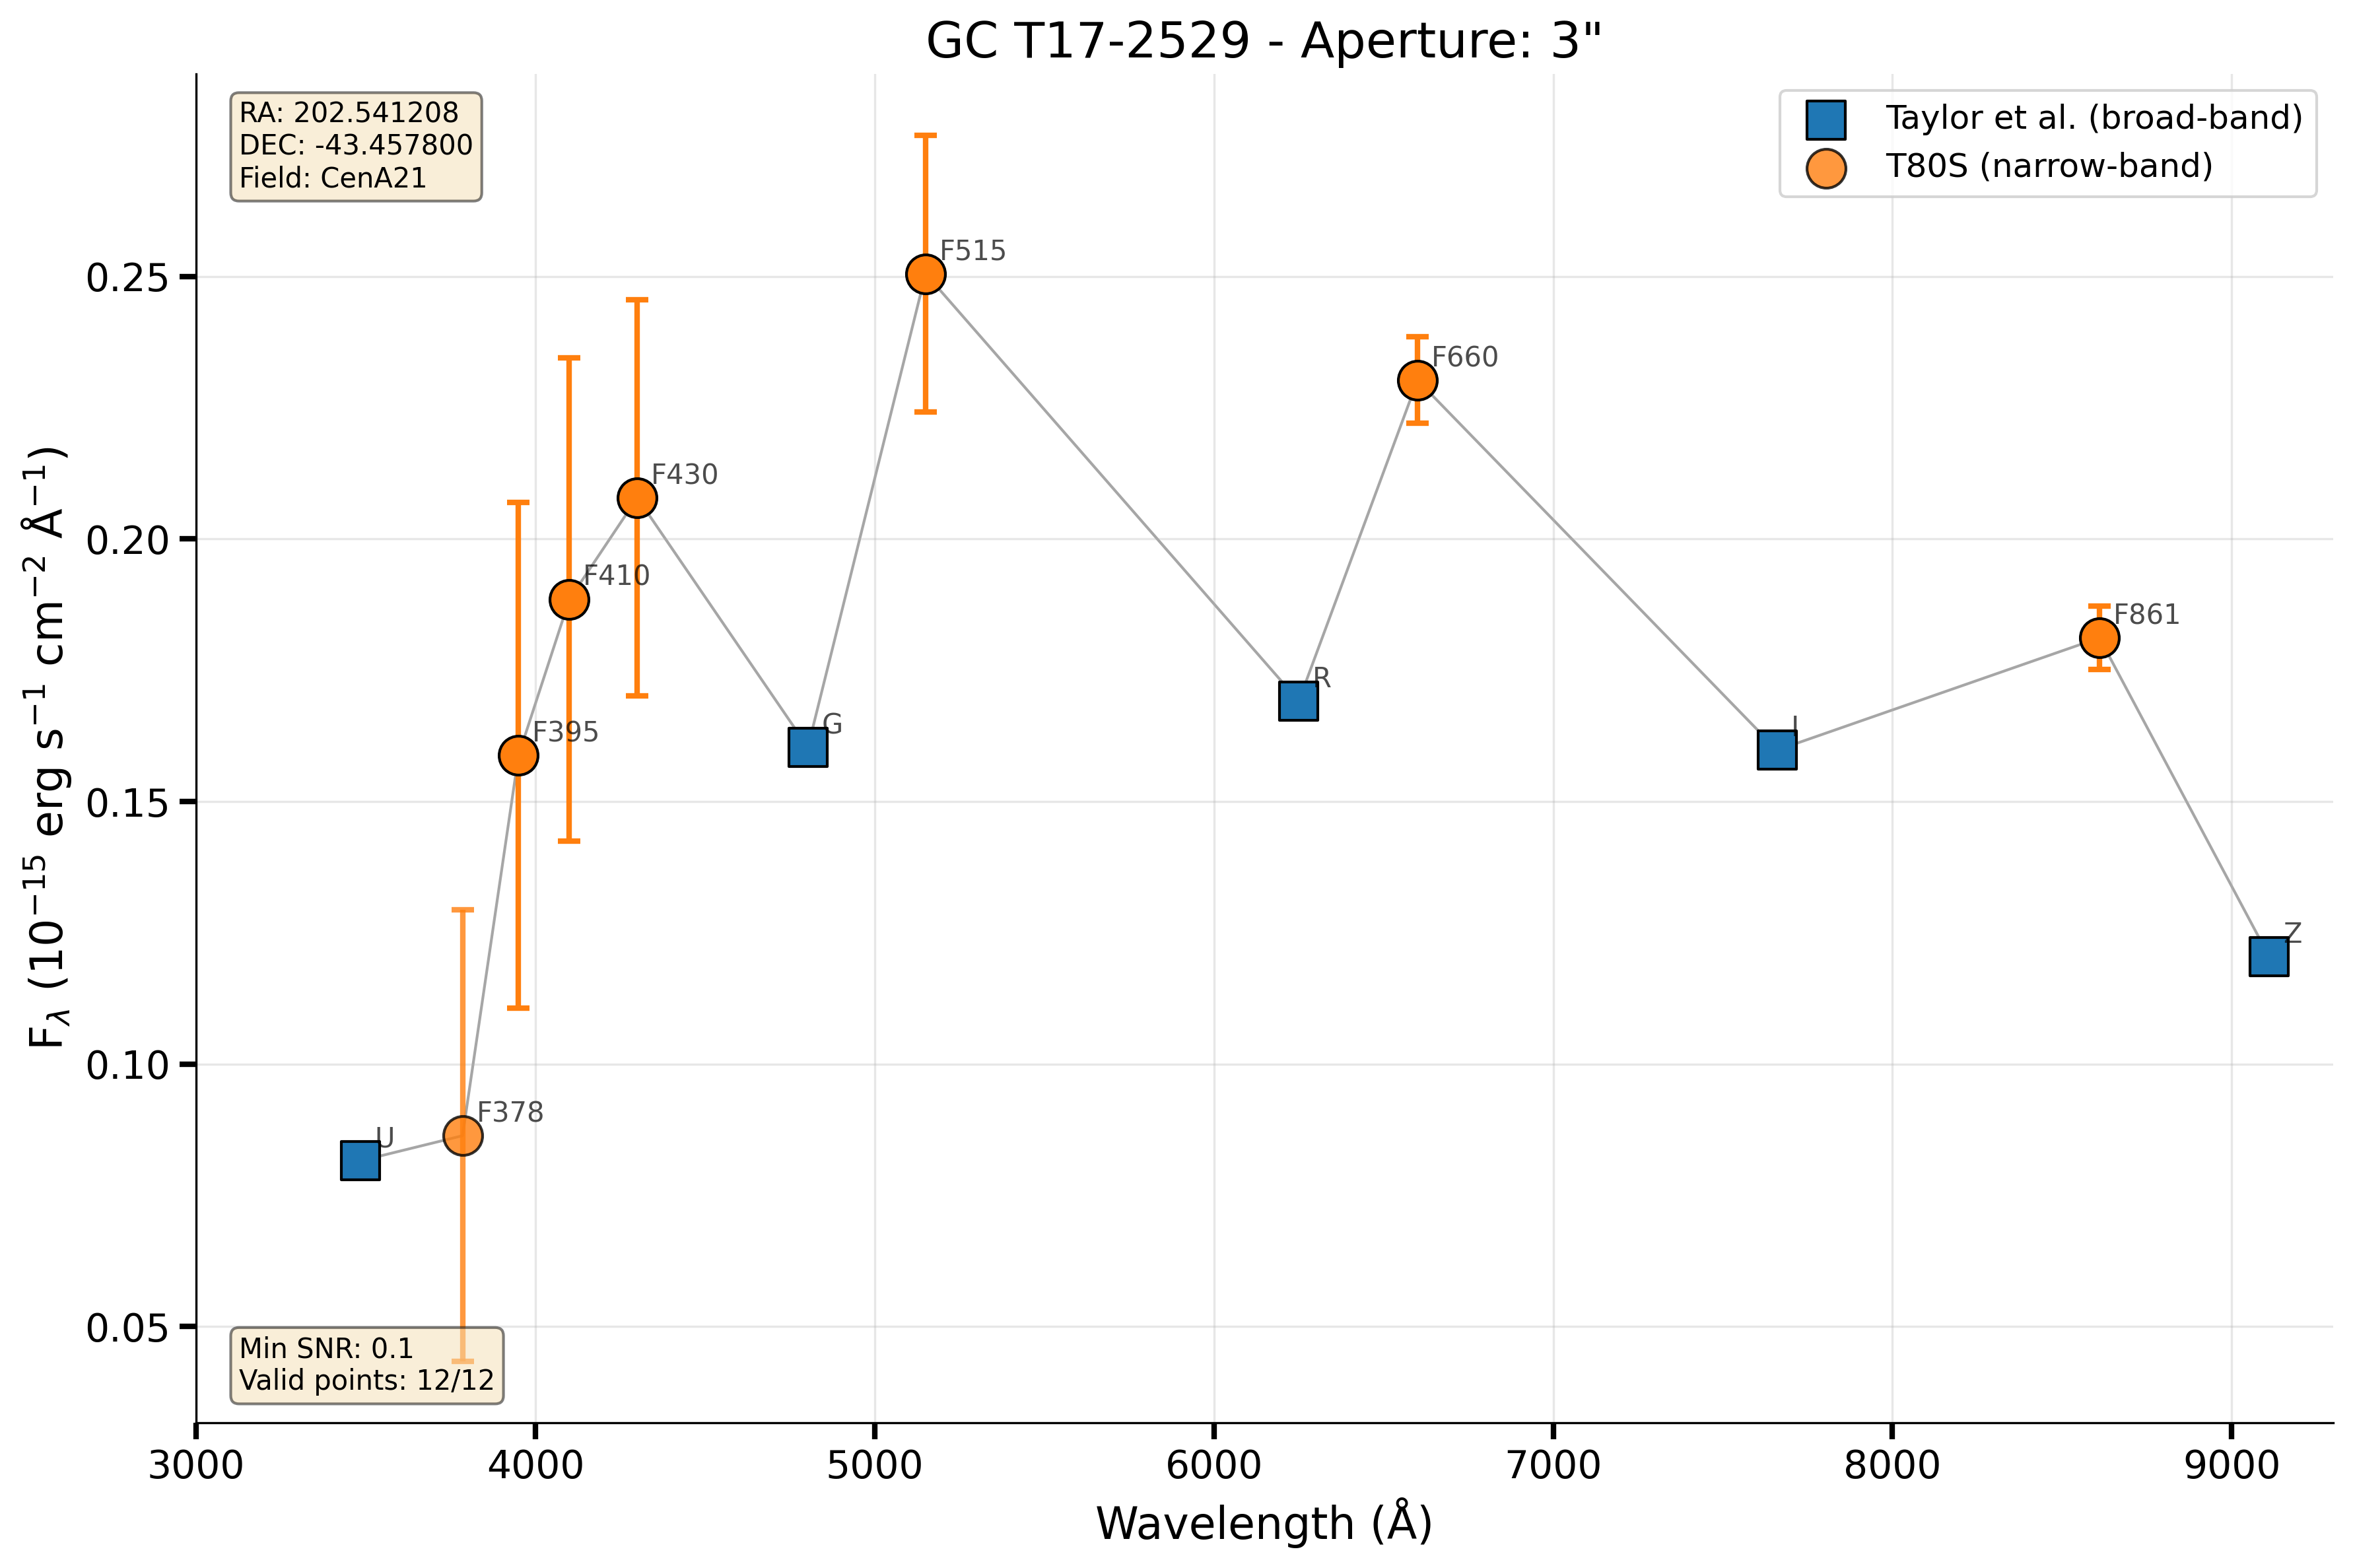 GC T17-2529 - Aperture: 3"
RA: 202.541208
DEC: -43.457800
Field: CenA21
Taylor et al. (broad-band)
T80S (narrow-band)
F515
0.25
F660
F430
0.20
F410
F861
R
F395
G
I
0.15
Z
F378
0.10
U
0.05
Min SNR: 0.1
Valid points: 12/12
F_λ (10⁻¹⁵ erg s⁻¹ cm⁻² Å⁻¹)
3000 4000 5000 6000 7000 8000 9000
Wavelength (Å)